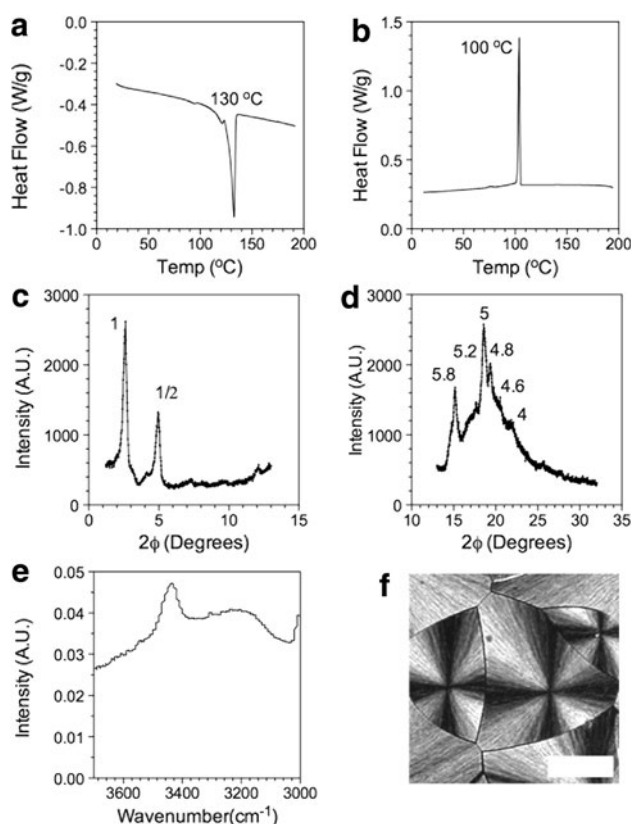 a
0.0
-0.2
-0.4
-0.6
-0.8
-1.0
Heat Flow (W/g)
130 °C
0 50 100 150 200
Temp (°C)
b
1.5
1.1
0.7
0.4
0.0
Heat Flow (W/g)
100 °C
0 50 100 150 200
Temp (°C)
c
3000
2000
1000
0
Intensity (A.U.)
1
1/2
0 5 10 15
2ϕ (Degrees)
d
3000
2000
1000
0
Intensity (A.U.)
5
5.2 4.8
5.8 4.6
4
10 15 20 25 30 35
2ϕ (Degrees)
e
0.05
0.04
0.03
0.02
0.01
0.00
Intensity (A.U.)
3600 3400 3200 3000
Wavenumber(cm⁻¹)
f